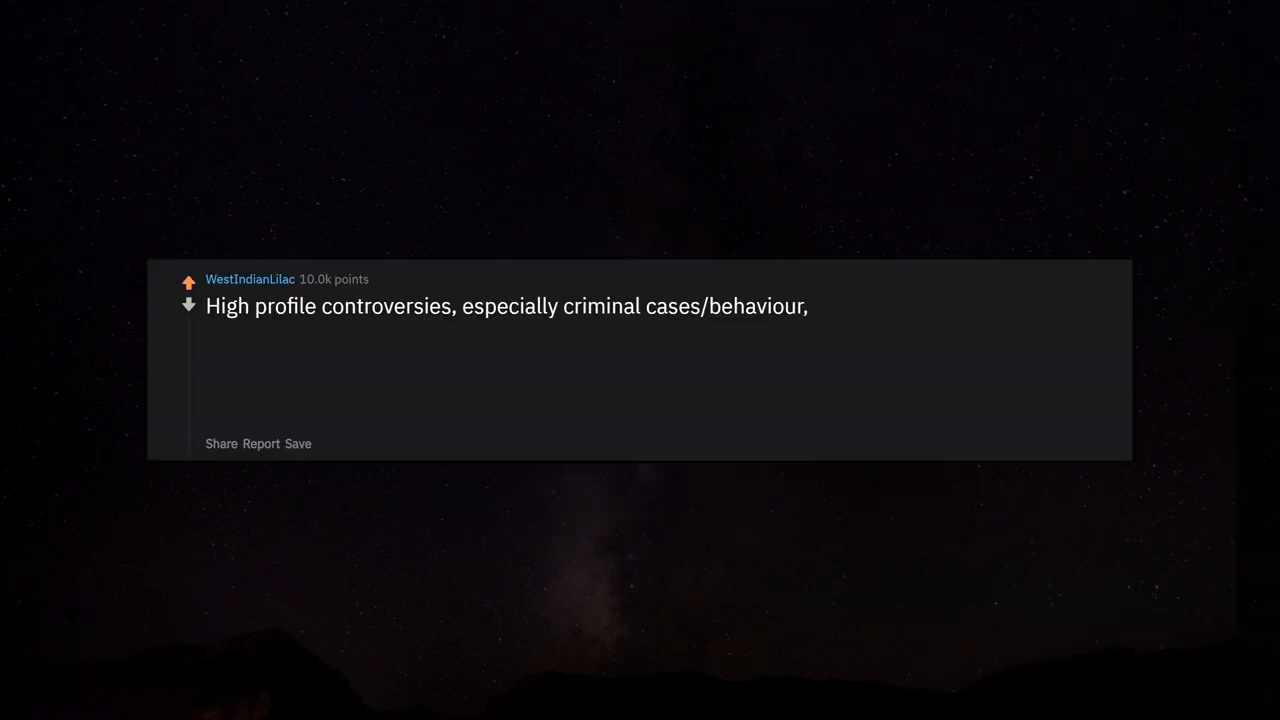 WestIndianLilac 10.0k points
High profile controversies, especially criminal cases/behaviour,
Share Report Save